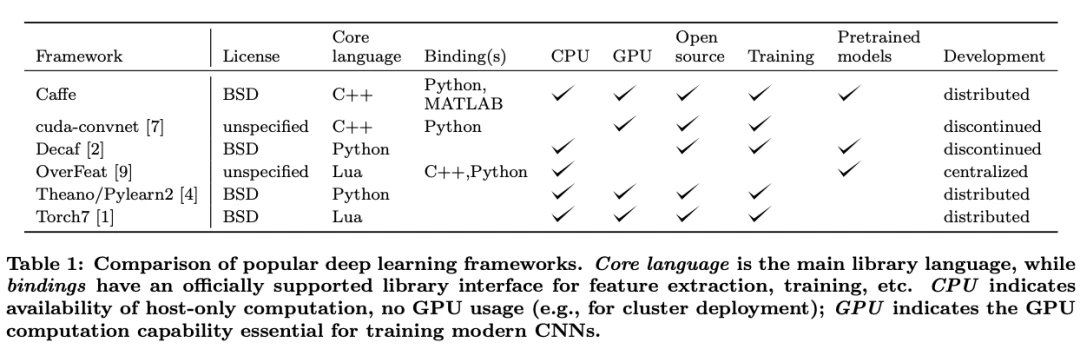 Framework License Core language Binding(s) CPU GPU Open source Training Pretrained models Development
Caffe BSD C++ Python, MATLAB ✓ ✓ ✓ ✓ ✓ distributed
cuda-convnet [7] unspecified C++ Python ✓ ✓ ✓ discontinued
Decaf [2] BSD Python ✓ ✓ ✓ ✓ discontinued
OverFeat [9] unspecified Lua C++,Python ✓ ✓ centralized
Theano/Pylearn2 [4] BSD Python ✓ ✓ ✓ ✓ distributed
Torch7 [1] BSD Lua ✓ ✓ ✓ ✓ distributed
Table 1: Comparison of popular deep learning frameworks. Core language is the main library language, while
bindings have an officially supported library interface for feature extraction, training, etc. CPU indicates
availability of host-only computation, no GPU usage (e.g., for cluster deployment); GPU indicates the GPU
computation capability essential for training modern CNNs.